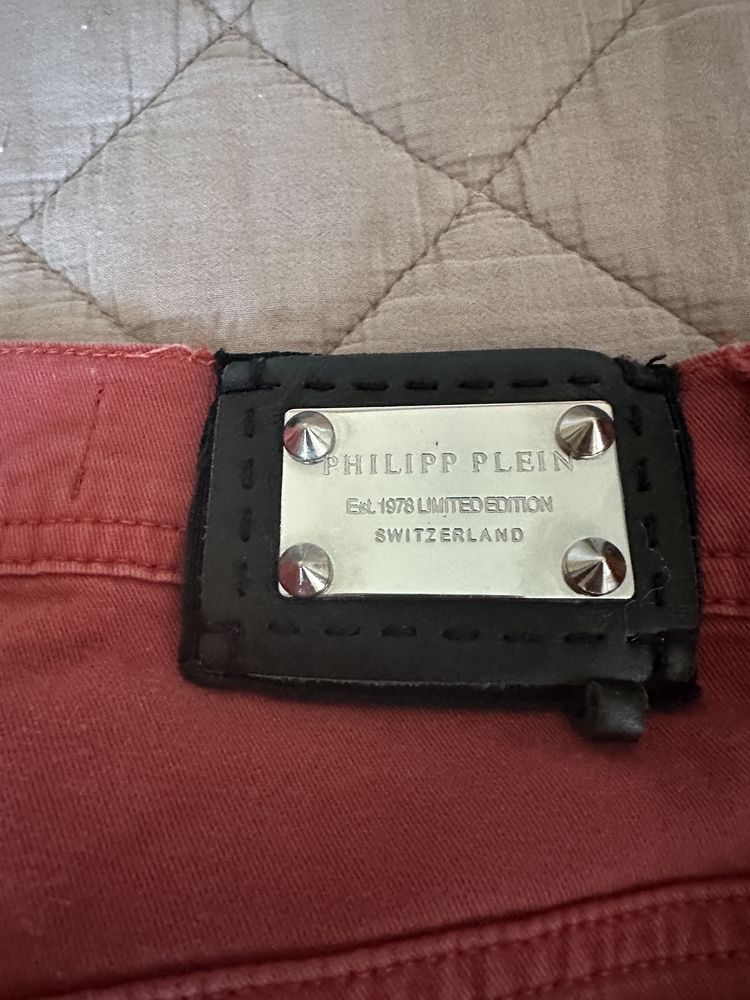 PHILIPP PLEIN
Est. 1978 LIMITED EDITION
SWITZERLAND